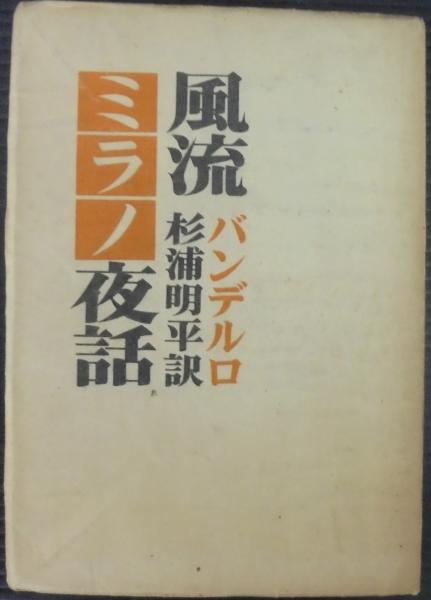 風流
ミラノ夜話
バンデルロ
杉浦明平訳